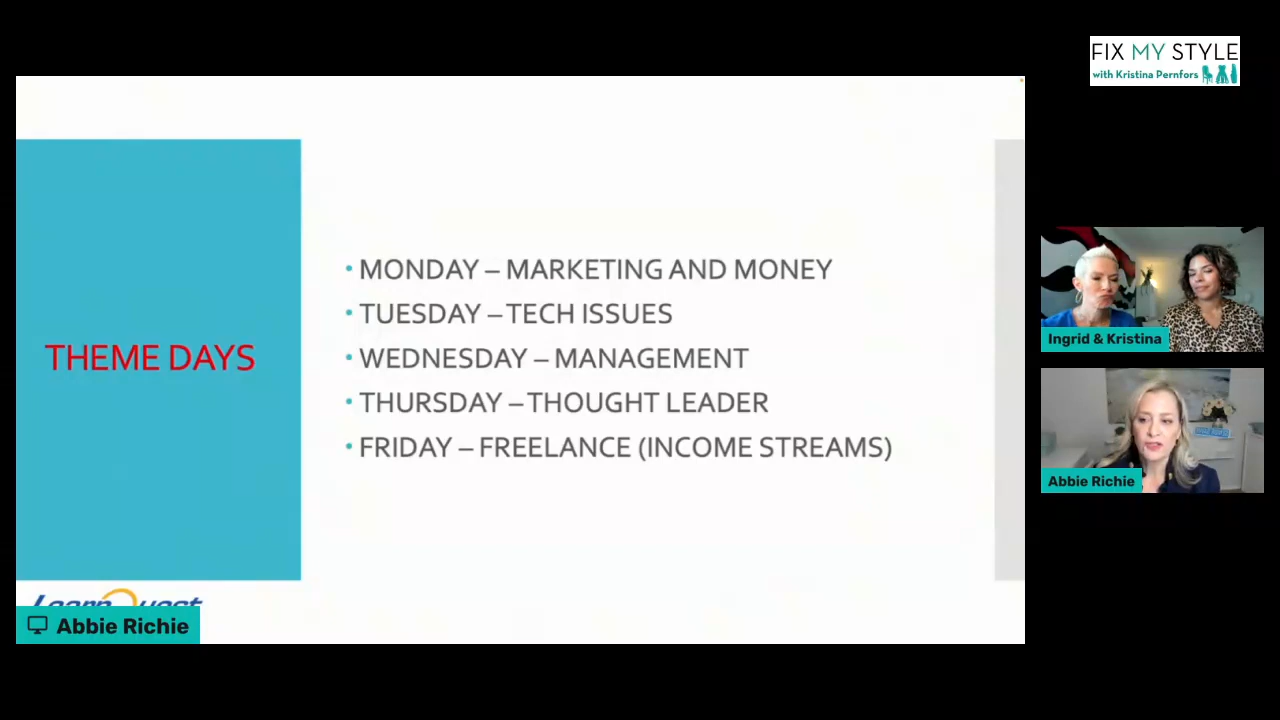 FIX MY STYLE
with Kristina Pernfors
THEME DAYS
• MONDAY – MARKETING AND MONEY
• TUESDAY – TECH ISSUES
• WEDNESDAY – MANAGEMENT
• THURSDAY – THOUGHT LEADER
• FRIDAY – FREELANCE (INCOME STREAMS)
LearnQuest
Abbie Richie
Ingrid & Kristina
Abbie Richie